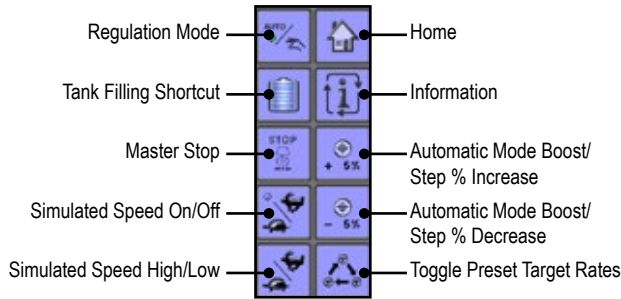 Regulation Mode
AUTO
Home
Tank Filling Shortcut
i
Information
Master Stop
STOP
+ 5%
Automatic Mode Boost/
Step % Increase
Simulated Speed On/Off
- 5%
Automatic Mode Boost/
Step % Decrease
Simulated Speed High/Low
Toggle Preset Target Rates